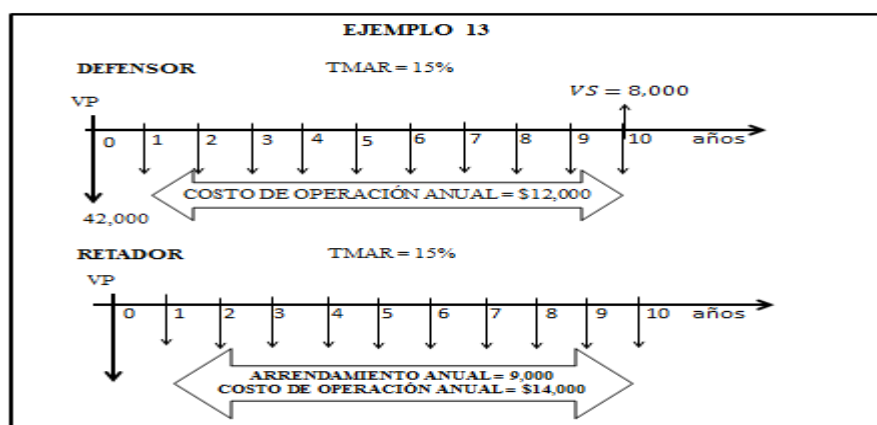 EJEMPLO 13
DEFENSOR TMAR = 15%
VS = 8,000
VP
0 1 2 3 4 5 6 7 8 9 10 años
COSTO DE OPERACIÓN ANUAL = $12,000
42,000
RETADOR TMAR = 15%
VP
0 1 2 3 4 5 6 7 8 9 10 años
ARRENDAMIENTO ANUAL = 9,000
COSTO DE OPERACIÓN ANUAL = $14,000